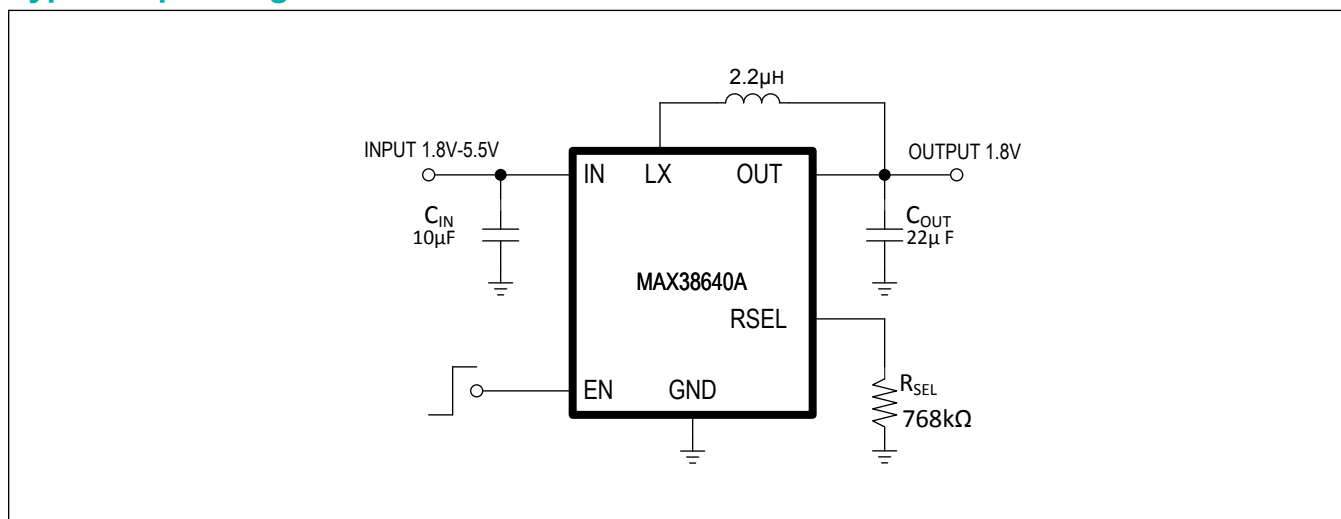 2.2µH
INPUT 1.8V-5.5V
IN
LX
OUT
OUTPUT 1.8V
CIN
10µF
COUT
22µ F
MAX38640A
RSEL
EN
GND
RSEL
768kΩ